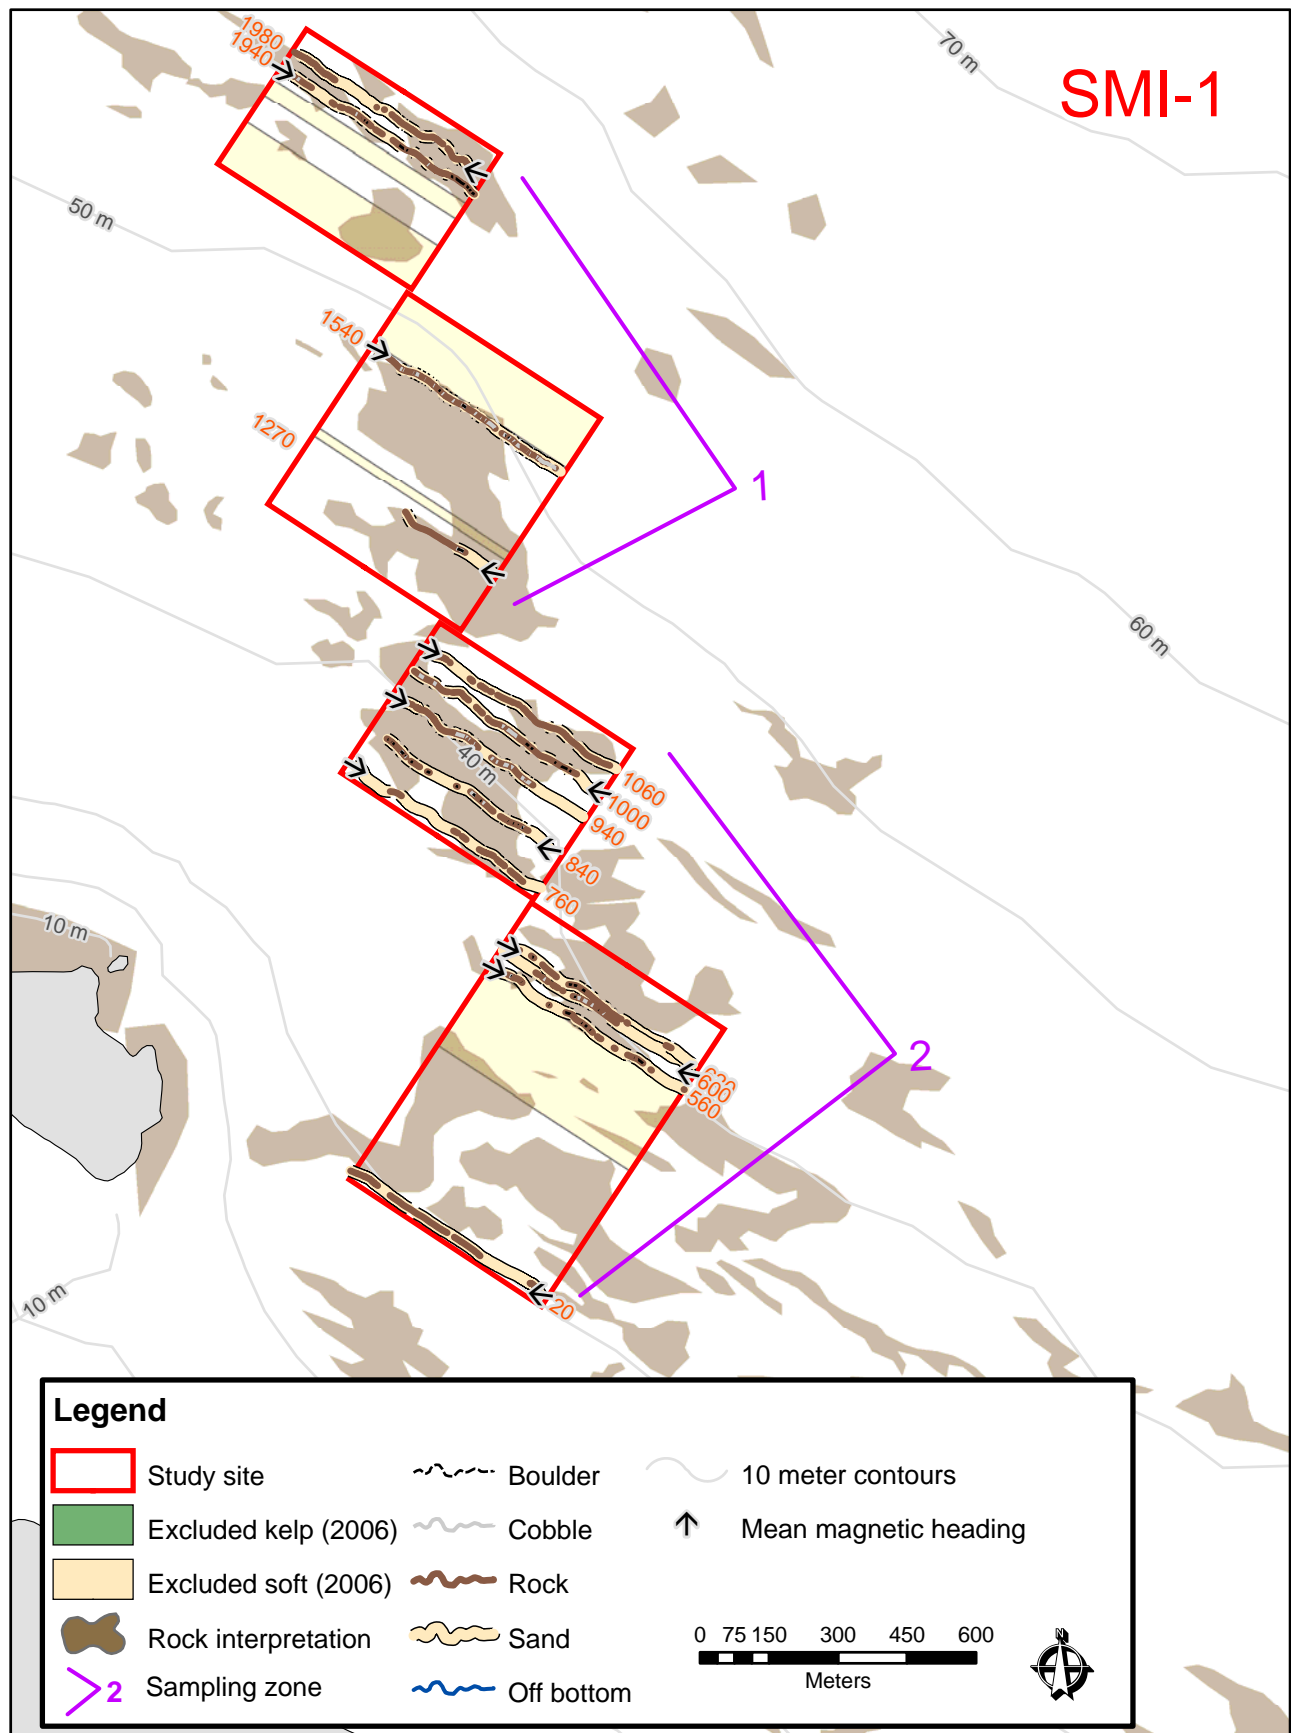 SMI-1
70 m
1980
1940
50 m
1540
1270
1
60 m
40 m
1060
1000
940
840
760
10 m
600
560
2
20
10 m
Legend
Study site
Excluded kelp (2006)
Excluded soft (2006)
Rock interpretation
2 Sampling zone
Boulder
Cobble
Rock
Sand
Off bottom
10 meter contours
Mean magnetic heading
0 75 150 300 450 600
Meters
N